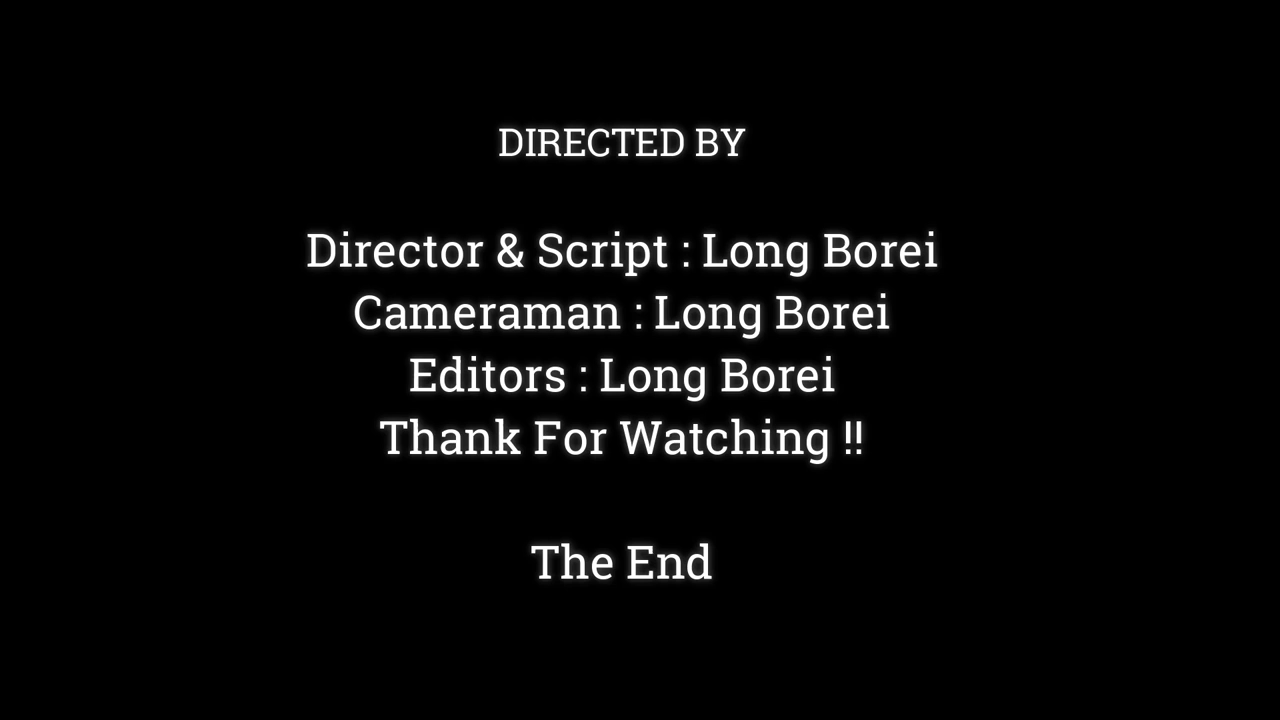 DIRECTED BY
Director & Script : Long Borei
Cameraman : Long Borei
Editors : Long Borei
Thank For Watching !!
The End